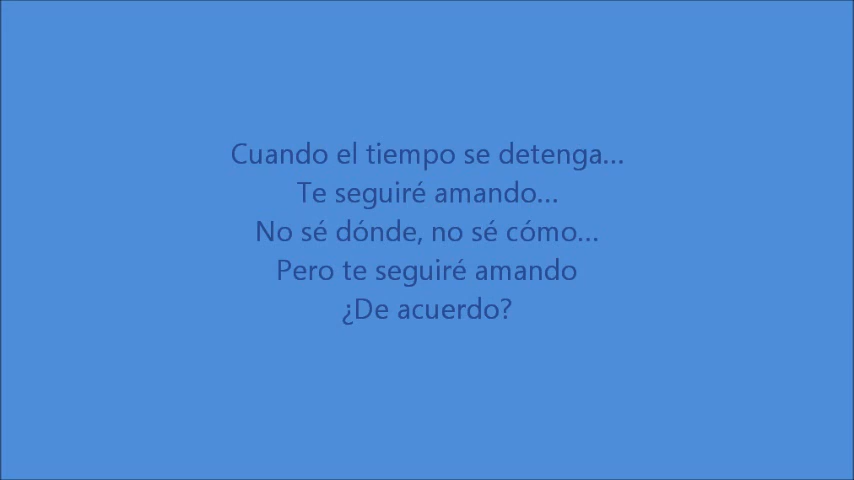 Cuando el tiempo se detenga...
Te seguiré amando...
No sé dónde, no sé cómo...
Pero te seguiré amando
¿De acuerdo?